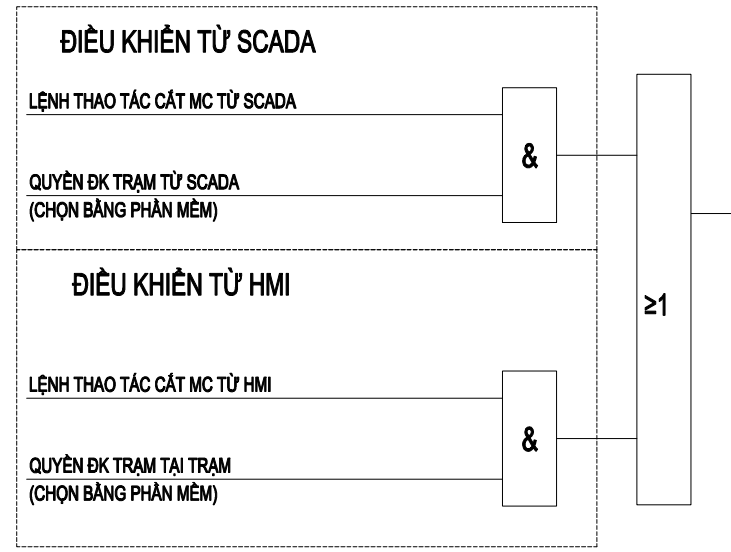 ĐIỀU KHIỂN TỪ SCADA
LỆNH THAO TÁC CẮT MC TỪ SCADA
&
QUYỀN ĐK TRẠM TỪ SCADA
(CHỌN BẰNG PHẦN MỀM)
ĐIỀU KHIỂN TỪ HMI
≥1
LỆNH THAO TÁC CẮT MC TỪ HMI
&
QUYỀN ĐK TRẠM TẠI TRẠM
(CHỌN BẰNG PHẦN MỀM)